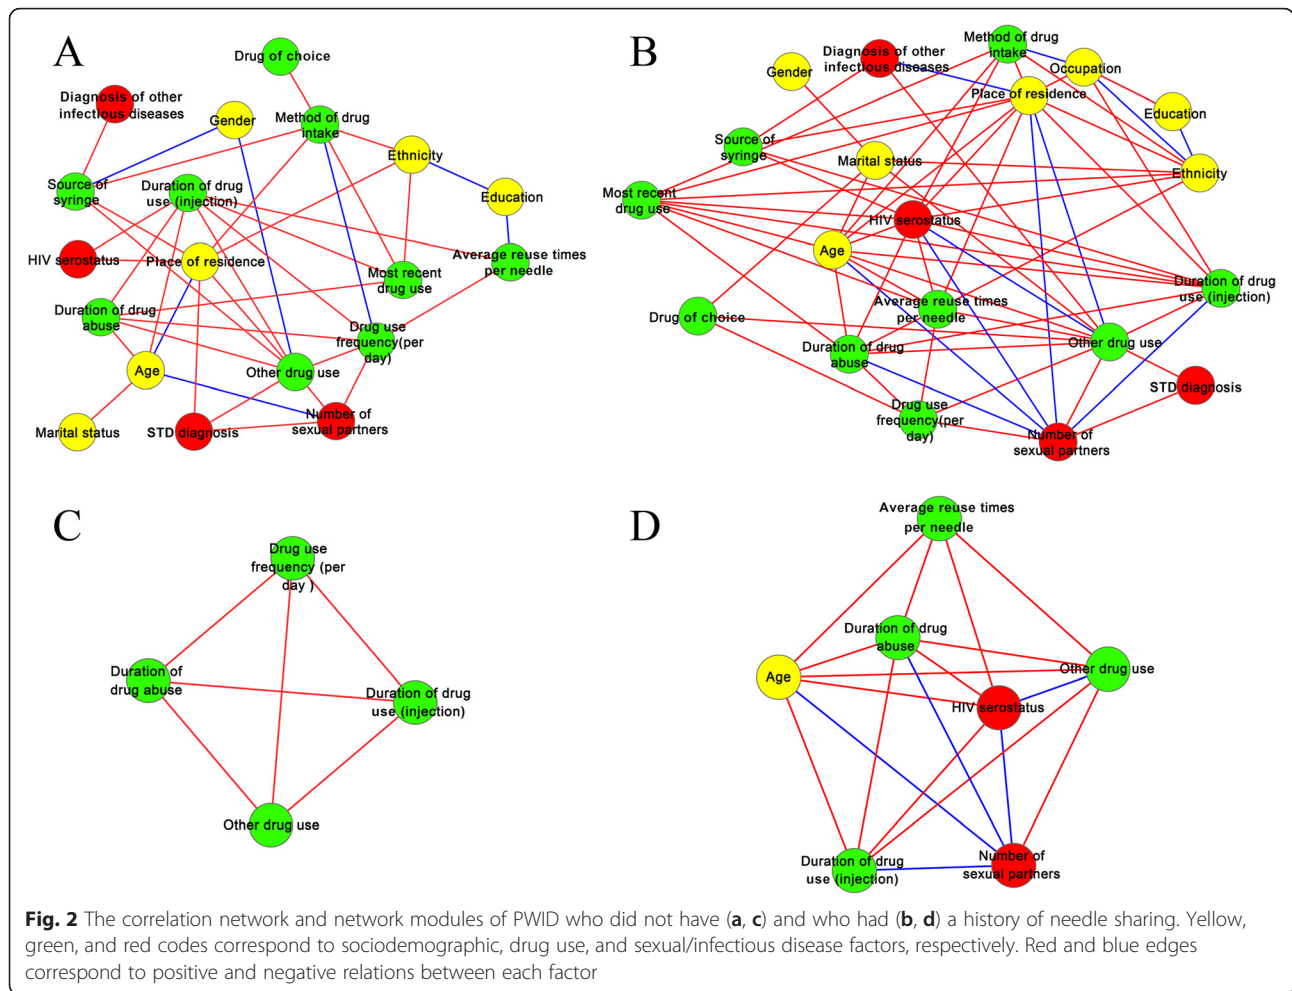 A
Drug of choice
Diagnosis of other
infectious diseases
Gender
Method of drug
intake
Ethnicity
Source of
syringe
Duration of drug
use (injection)
Education
HIV serostatus
Place of residence
Average reuse times
per needle
Most recent
drug use
Duration of drug
abuse
Drug use
frequency(per
day)
Age
Other drug use
Marital status
STD diagnosis
Number of
sexual partners
B
Method of drug
intake
Diagnosis of other
infectious diseases
Gender
Occupation
Place of residence
Education
Source of
syringe
Marital status
Ethnicity
Most recent
drug use
HIV serostatus
Age
Duration of drug
use (injection)
Average reuse times
per needle
Drug of choice
Other drug use
Duration of drug
abuse
STD diagnosis
Drug use
frequency(per
day)
Number of
sexual partners
C
Drug use
frequency (per
day )
Duration of
drug abuse
Duration of drug
use (injection)
Other drug use
D
Average reuse times
per needle
Duration of drug
abuse
Age
Other drug use
HIV serostatus
Duration of drug
use (injection)
Number of
sexual partners
Fig. 2 The correlation network and network modules of PWID who did not have (a, c) and who had (b, d) a history of needle sharing. Yellow,
green, and red codes correspond to sociodemographic, drug use, and sexual/infectious disease factors, respectively. Red and blue edges
correspond to positive and negative relations between each factor